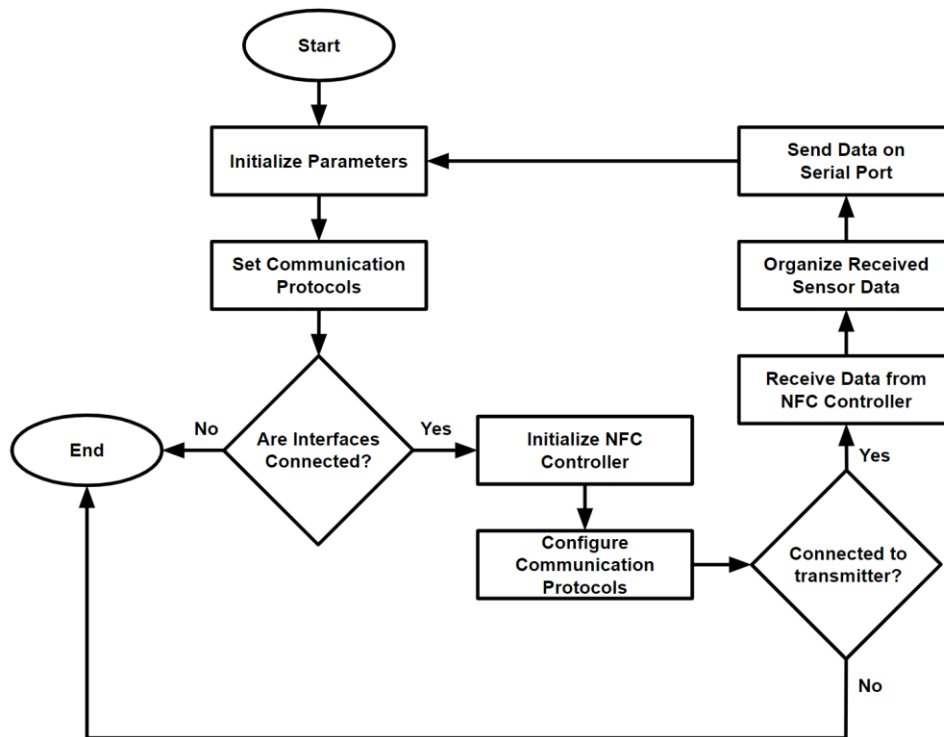 Start
Initialize Parameters
Set Communication
Protocols
Are Interfaces
Connected?
No
End
Yes
Initialize NFC
Controller
Configure
Communication
Protocols
Connected to
transmitter?
No
Yes
Receive Data from
NFC Controller
Organize Received
Sensor Data
Send Data on
Serial Port